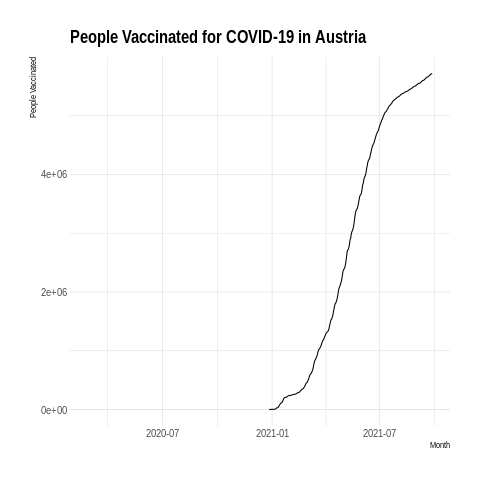 People Vaccinated for COVID-19 in Austria
People Vaccinated
4e+06
2e+06
0e+00
2020-07
2021-01
2021-07
Month